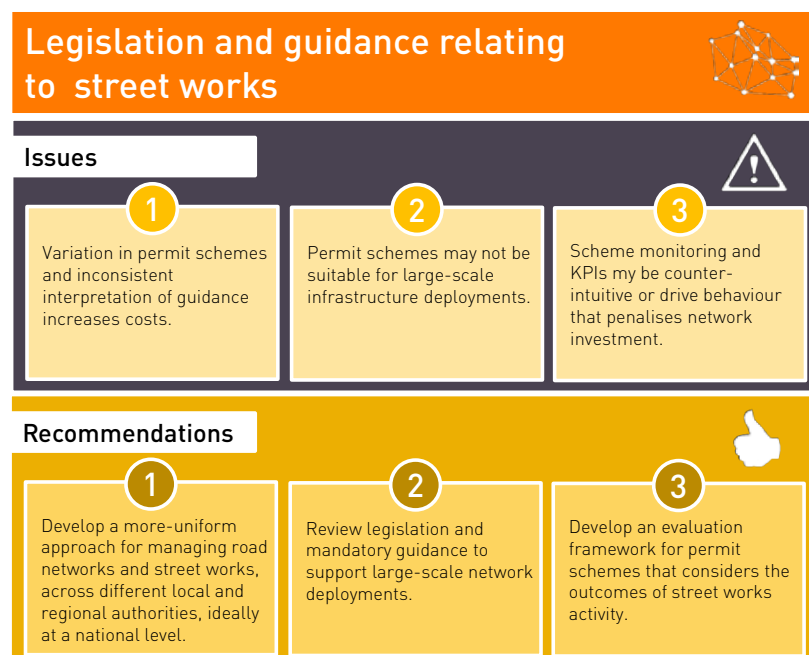 Legislation and guidance relating
to street works
Issues
1
Variation in permit schemes
and inconsistent
interpretation of guidance
increases costs.
2
Permit schemes may not be
suitable for large-scale
infrastructure deployments.
3
Scheme monitoring and
KPIs my be counter-
intuitive or drive behaviour
that penalises network
investment.
Recommendations
1
Develop a more-uniform
approach for managing road
networks and street works,
across different local and
regional authorities, ideally
at a national level.
2
Review legislation and
mandatory guidance to
support large-scale network
deployments.
3
Develop an evaluation
framework for permit
schemes that considers the
outcomes of street works
activity.